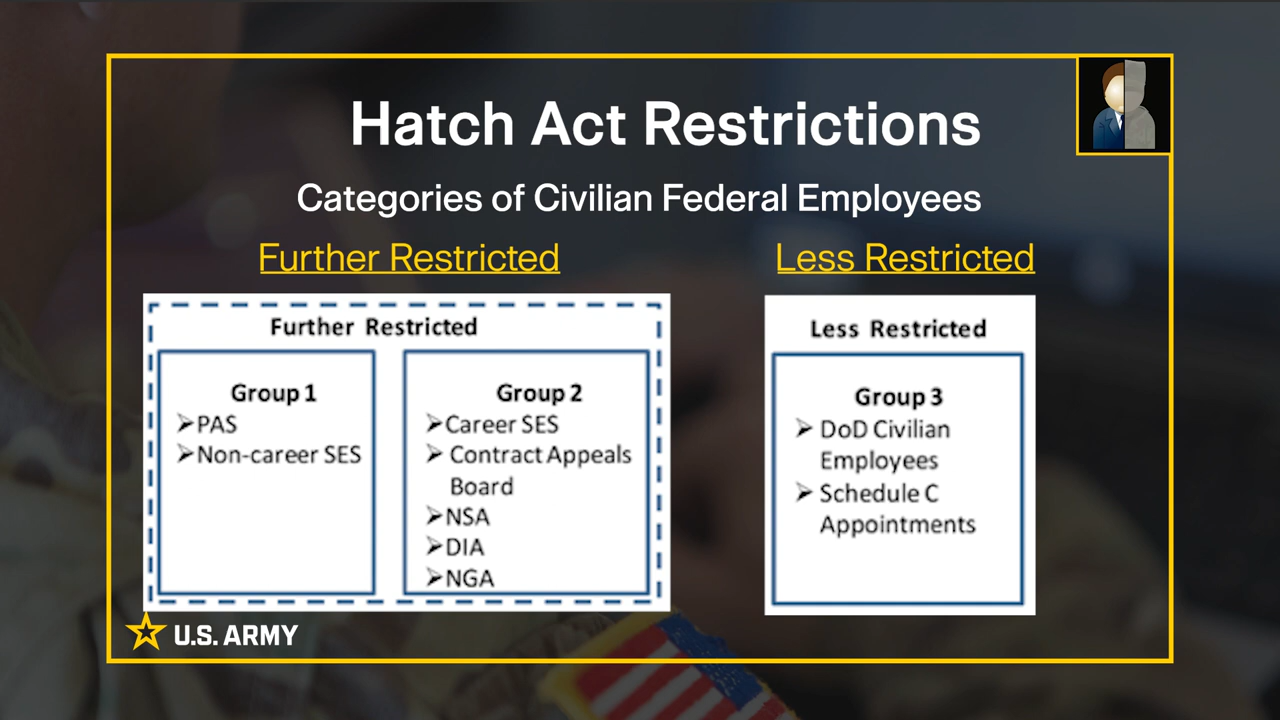 Hatch Act Restrictions
Categories of Civilian Federal Employees
Further Restricted
Less Restricted
Further Restricted
Group 1
➢PAS
➢Non-career SES
Group 2
➢Career SES
➢ Contract Appeals
Board
➢NSA
➢DIA
➢NGA
Less Restricted
Group 3
➢ DoD Civilian
Employees
➢ Schedule C
Appointments
U.S. ARMY